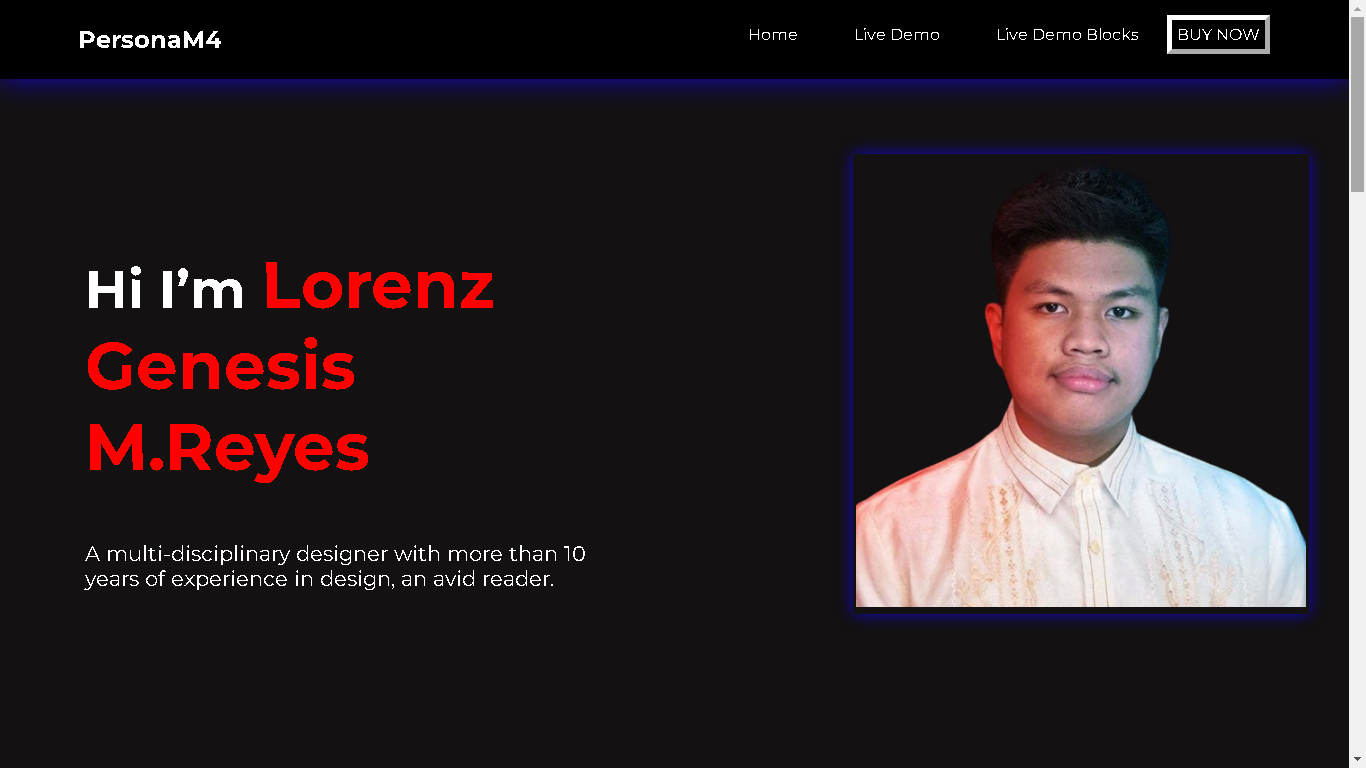 PersonaM4
Home
Live Demo
Live Demo Blocks
BUY NOW
Hi I’m Lorenz
Genesis
M.Reyes
A multi-disciplinary designer with more than 10
years of experience in design, an avid reader.